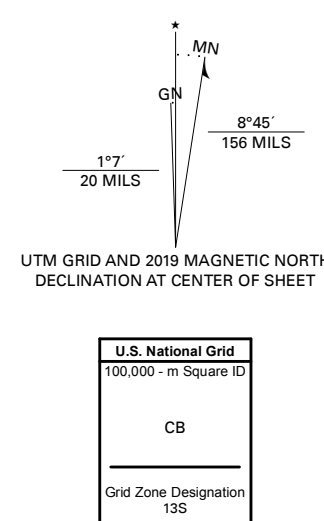 ★
MN
GN
8°45´
156 MILS
1°7´
20 MILS
UTM GRID AND 2019 MAGNETIC NORTH
DECLINATION AT CENTER OF SHEET
U.S. National Grid
100,000 - m Square ID
CB
Grid Zone Designation
13S